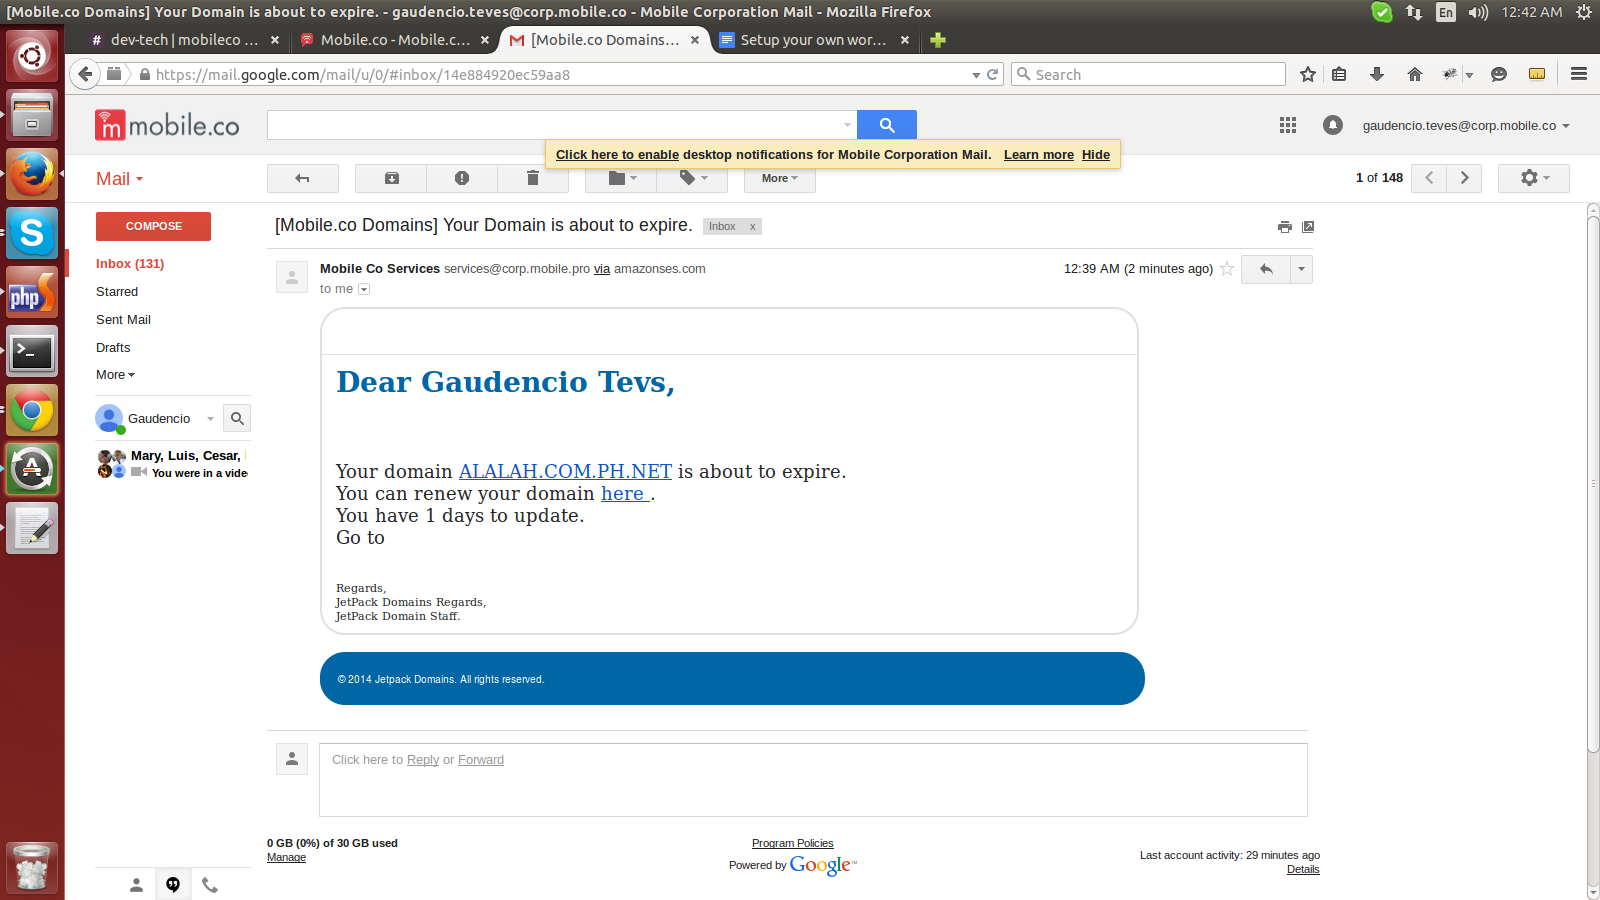 [Mobile.co Domains] Your Domain is about to expire. - gaudencio.teves@corp.mobile.co - Mobile Corporation Mail - Mozilla Firefox
En
12:42 AM
# dev-tech | mobileco ...
Mobile.co - Mobile.c...
[Mobile.co Domains...
Setup your own wor...
https://mail.google.com/mail/u/0/#inbox/14e884920ec59aa8
Search
m mobile.co
gaudencio.teves@corp.mobile.co
Click here to enable desktop notifications for Mobile Corporation Mail. Learn more Hide
Mail
More
1 of 148
COMPOSE
[Mobile.co Domains] Your Domain is about to expire.
Inbox x
Inbox (131)
Starred
Sent Mail
Drafts
More
Mobile Co Services services@corp.mobile.pro via amazonses.com
12:39 AM (2 minutes ago)
to me
Gaudencio
Mary, Luis, Cesar,
You were in a vide
Dear Gaudencio Tevs,
Your domain ALALAH.COM.PH.NET is about to expire.
You can renew your domain here .
You have 1 days to update.
Go to
Regards,
JetPack Domains Regards,
JetPack Domain Staff.
© 2014 Jetpack Domains. All rights reserved.
Click here to Reply or Forward
0 GB (0%) of 30 GB used
Manage
Program Policies
Powered by Google™
Last account activity: 29 minutes ago
Details
S
php S
A